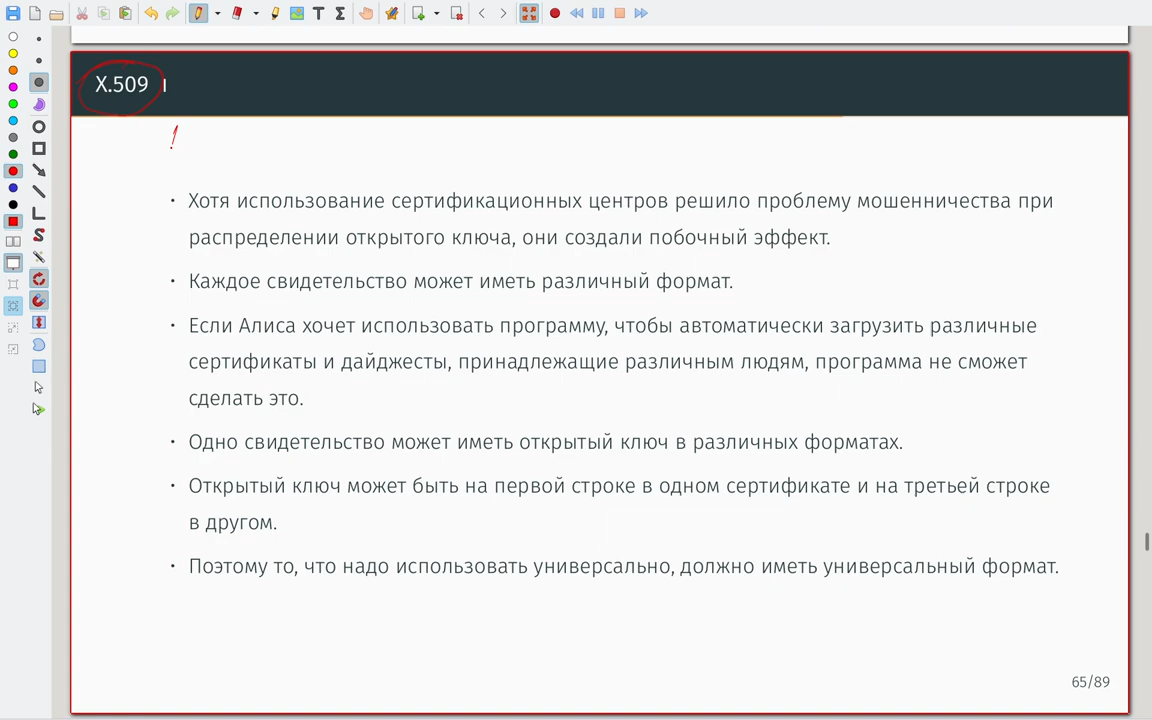 X.509 I
!
• Хотя использование сертификационных центров решило проблему мошенничества при
распределении открытого ключа, они создали побочный эффект.
• Каждое свидетельство может иметь различный формат.
• Если Алиса хочет использовать программу, чтобы автоматически загрузить различные
сертификаты и дайджесты, принадлежащие различным людям, программа не сможет
сделать это.
• Одно свидетельство может иметь открытый ключ в различных форматах.
• Открытый ключ может быть на первой строке в одном сертификате и на третьей строке
в другом.
• Поэтому то, что надо использовать универсально, должно иметь универсальный формат.
65/89